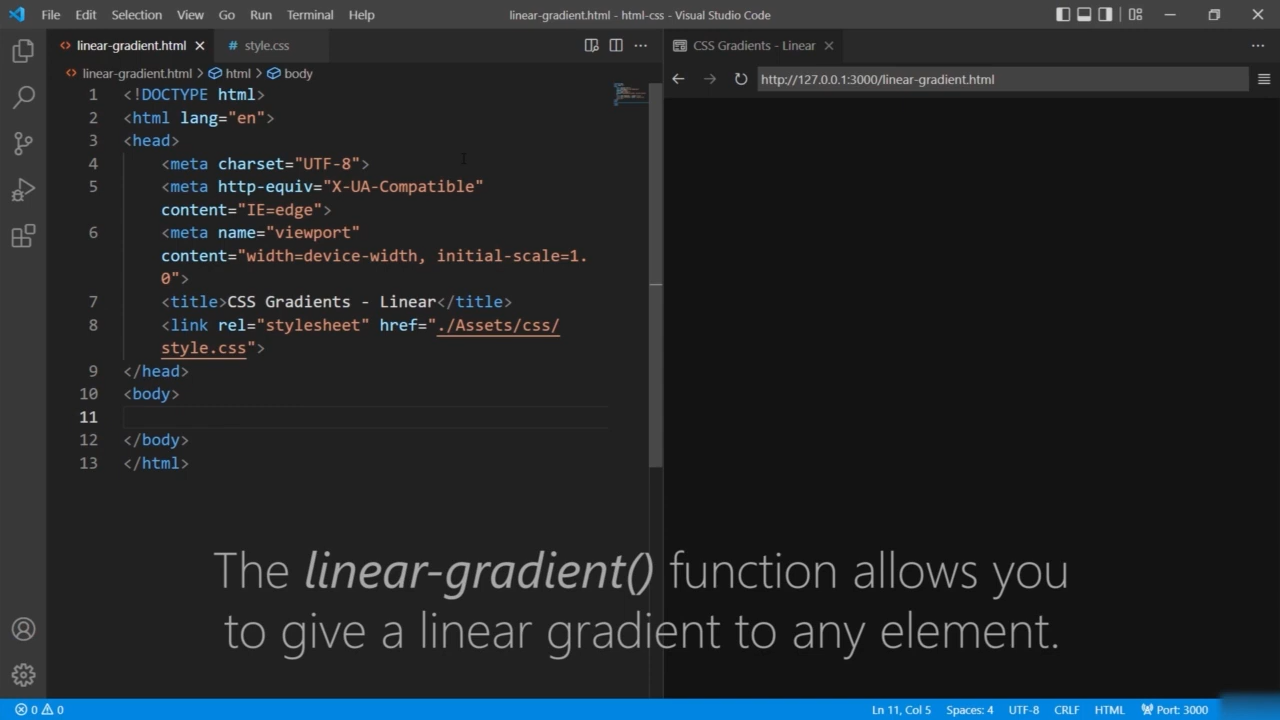 File Edit Selection View Go Run Terminal Help
linear-gradient.html - html-css - Visual Studio Code
linear-gradient.html
# style.css
linear-gradient.html > html > body
1 <!DOCTYPE html>
2 <html lang="en">
3 <head>
4 <meta charset="UTF-8">
5 <meta http-equiv="X-UA-Compatible"
content="IE=edge">
6 <meta name="viewport"
content="width=device-width, initial-scale=1.
0">
7 <title>CSS Gradients - Linear</title>
8 <link rel="stylesheet" href="./Assets/css/
style.css">
9 </head>
10 <body>
11
12 </body>
13 </html>
CSS Gradients - Linear
http://127.0.0.1:3000/linear-gradient.html
The linear-gradient() function allows you
to give a linear gradient to any element.
0 0
Ln 11, Col 5 Spaces: 4 UTF-8 CRLF HTML Port: 3000